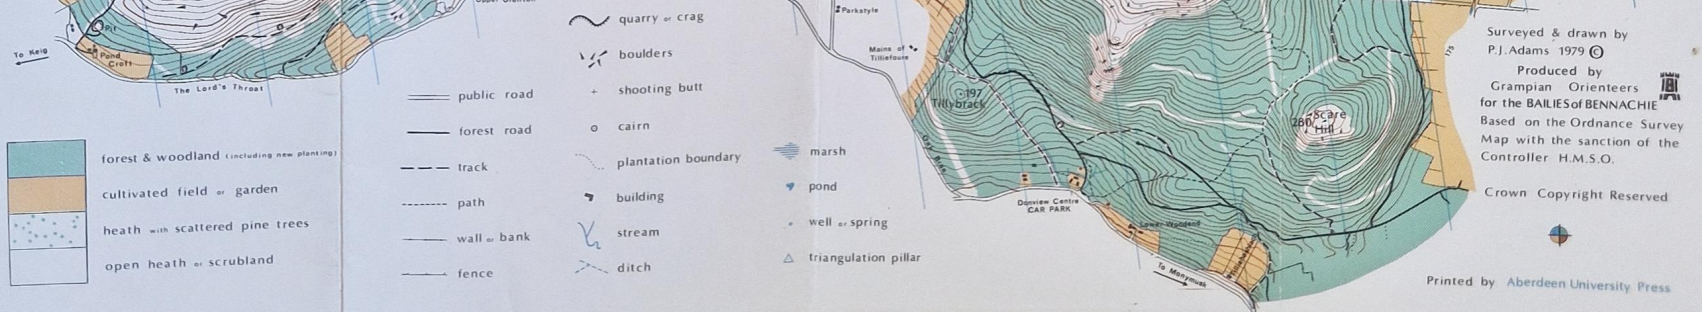 Pit
To Keig
Pond
Croft
The Lord's Throat
forest & woodland (including new planting)
cultivated field or garden
heath with scattered pine trees
open heath or scrubland
public road
forest road
track
path
wall or bank
fence
quarry or crag
boulders
shooting butt
cairn
plantation boundary
building
stream
ditch
marsh
pond
well or spring
triangulation pillar
Parkstyle
Mains of
Tilliefoure
197
Tillybrack
Scare
280
Hill
175
Donview Centre
CAR PARK
Lower Woodend
To Monymusk
Surveyed & drawn by
P.J.Adams 1979 ©
Produced by
Grampian Orienteers
for the BAILIES of BENNACHIE
Based on the Ordnance Survey
Map with the sanction of the
Controller H.M.S.O.
Crown Copyright Reserved
Printed by Aberdeen University Press